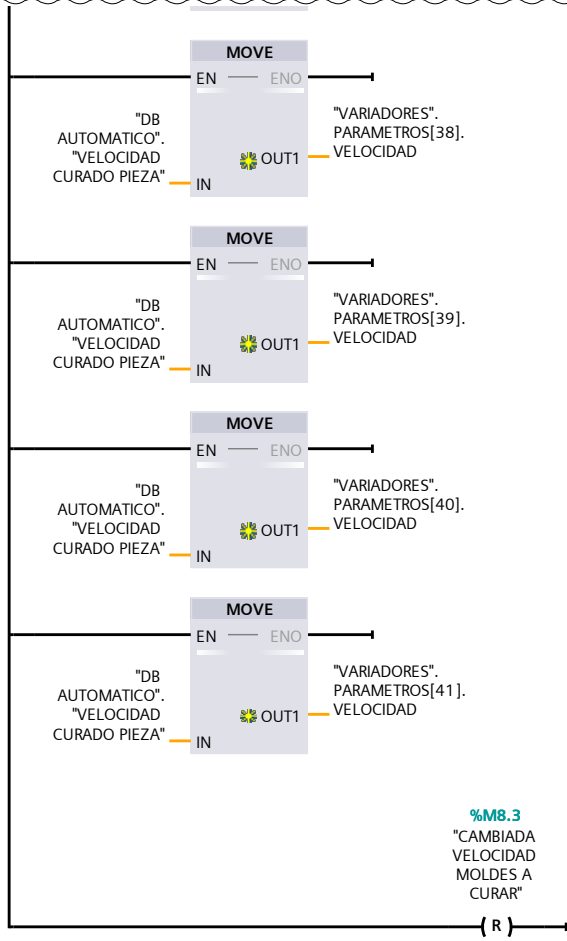 MOVE
EN ENO
"DB
AUTOMATICO".
"VELOCIDAD
CURADO PIEZA"
IN
OUT1
"VARIADORES".
PARAMETROS[38].
VELOCIDAD
MOVE
EN ENO
"DB
AUTOMATICO".
"VELOCIDAD
CURADO PIEZA"
IN
OUT1
"VARIADORES".
PARAMETROS[39].
VELOCIDAD
MOVE
EN ENO
"DB
AUTOMATICO".
"VELOCIDAD
CURADO PIEZA"
IN
OUT1
"VARIADORES".
PARAMETROS[40].
VELOCIDAD
MOVE
EN ENO
"DB
AUTOMATICO".
"VELOCIDAD
CURADO PIEZA"
IN
OUT1
"VARIADORES".
PARAMETROS[41].
VELOCIDAD
%M8.3
"CAMBIADA
VELOCIDAD
MOLDES A
CURAR"
R